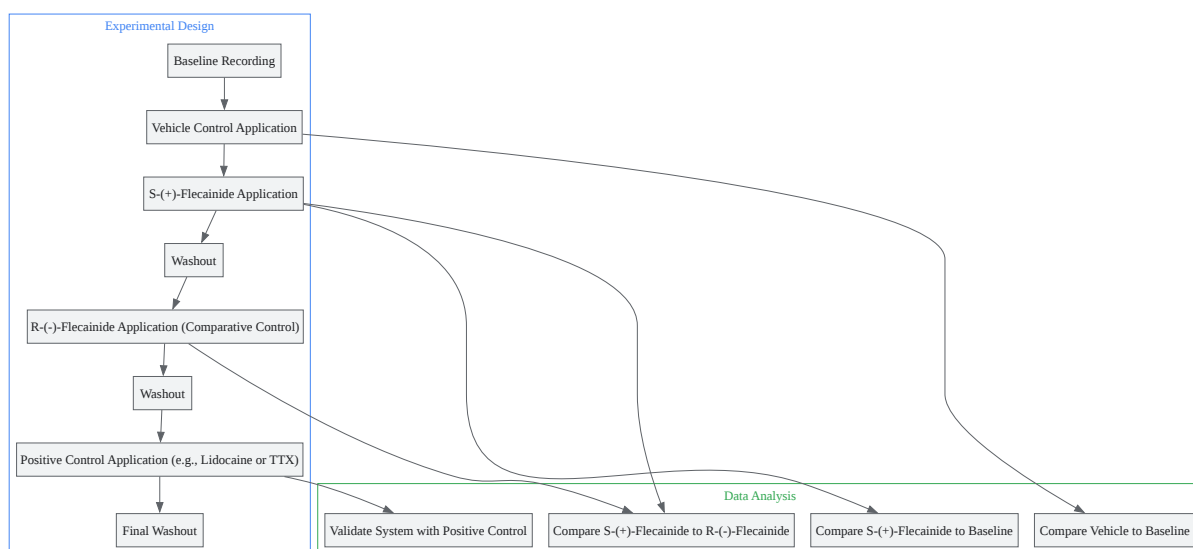 Experimental Design
Baseline Recording
Vehicle Control Application
S-(+)-Flecainide Application
Washout
R-(-)-Flecainide Application (Comparative Control)
Washout
Positive Control Application (e.g., Lidocaine or TTX)
Final Washout
Data Analysis
Validate System with Positive Control
Compare S-(+)-Flecainide to R-(-)-Flecainide
Compare S-(+)-Flecainide to Baseline
Compare Vehicle to Baseline